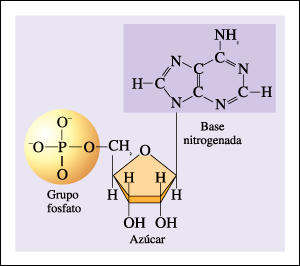 NH₂
N C C N
H-C C-H
N C N
N
Base
nitrogenada
O
O⁻ P O CH₂ O
O
H H H H
Grupo
fosfato
OH OH
Azúcar